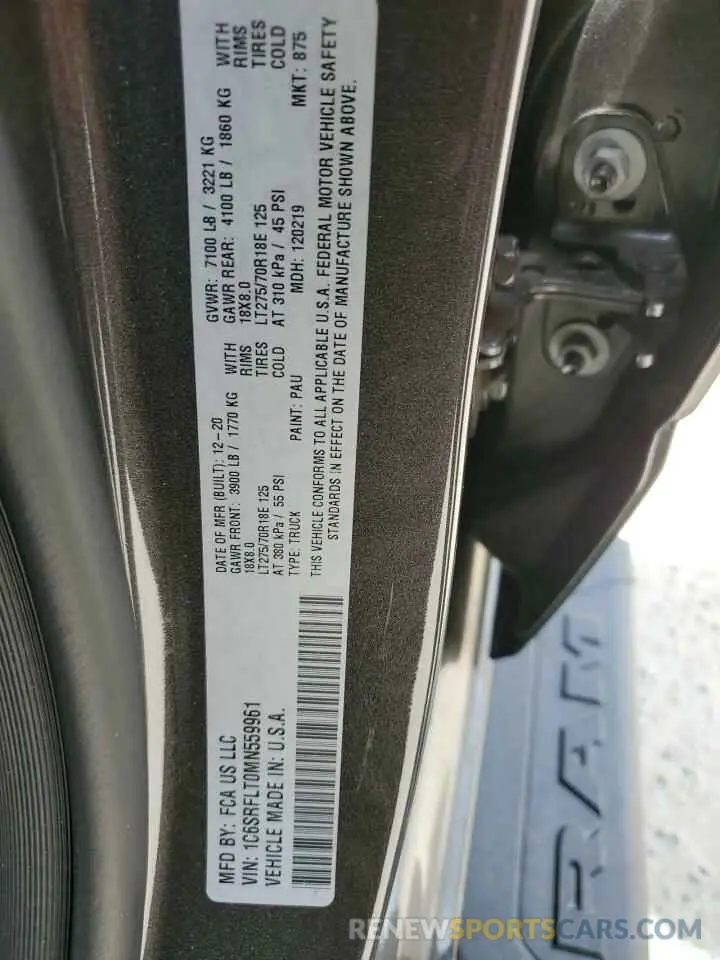 MFD BY: FCA US LLC
VIN: 1C6SRFLT0MN559961
VEHICLE MADE IN: U.S.A.
DATE OF MFR (BUILT): 12-20
GAWR FRONT: 3900 LB / 1770 KG WITH
18X8.0 RIMS
LT275/70R18E 125 TIRES
AT 380 kPa / 55 PSI COLD
GVWR: 7100 LB / 3221 KG
GAWR REAR: 4100 LB / 1860 KG WITH
18X8.0 RIMS
LT275/70R18E 125 TIRES
AT 310 kPa / 45 PSI COLD
TYPE: TRUCK PAINT: PAU MDH: 120219 MKT: 875
THIS VEHICLE CONFORMS TO ALL APPLICABLE U.S.A. FEDERAL MOTOR VEHICLE SAFETY
STANDARDS IN EFFECT ON THE DATE OF MANUFACTURE SHOWN ABOVE.
RAM
RENEWSPORTSCARS.COM